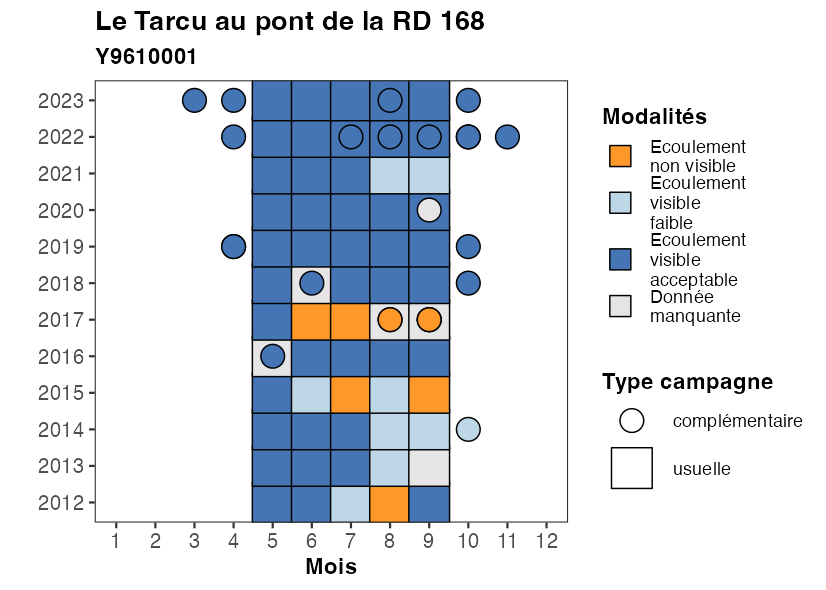 Le Tarcu au pont de la RD 168
Y9610001
2023
2022
2021
2020
2019
2018
2017
2016
2015
2014
2013
2012
1 2 3 4 5 6 7 8 9 10 11 12
Mois
Modalités
Ecoulement
non visible
Ecoulement
visible
faible
Ecoulement
visible
acceptable
Donnée
manquante
Type campagne
complémentaire
usuelle